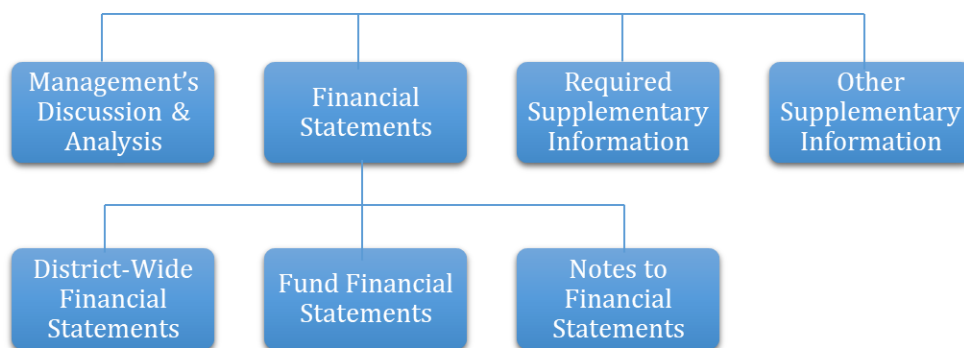 Management’s
Discussion &
Analysis
Financial
Statements
Required
Supplementary
Information
Other
Supplementary
Information
District-Wide
Financial
Statements
Fund Financial
Statements
Notes to
Financial
Statements